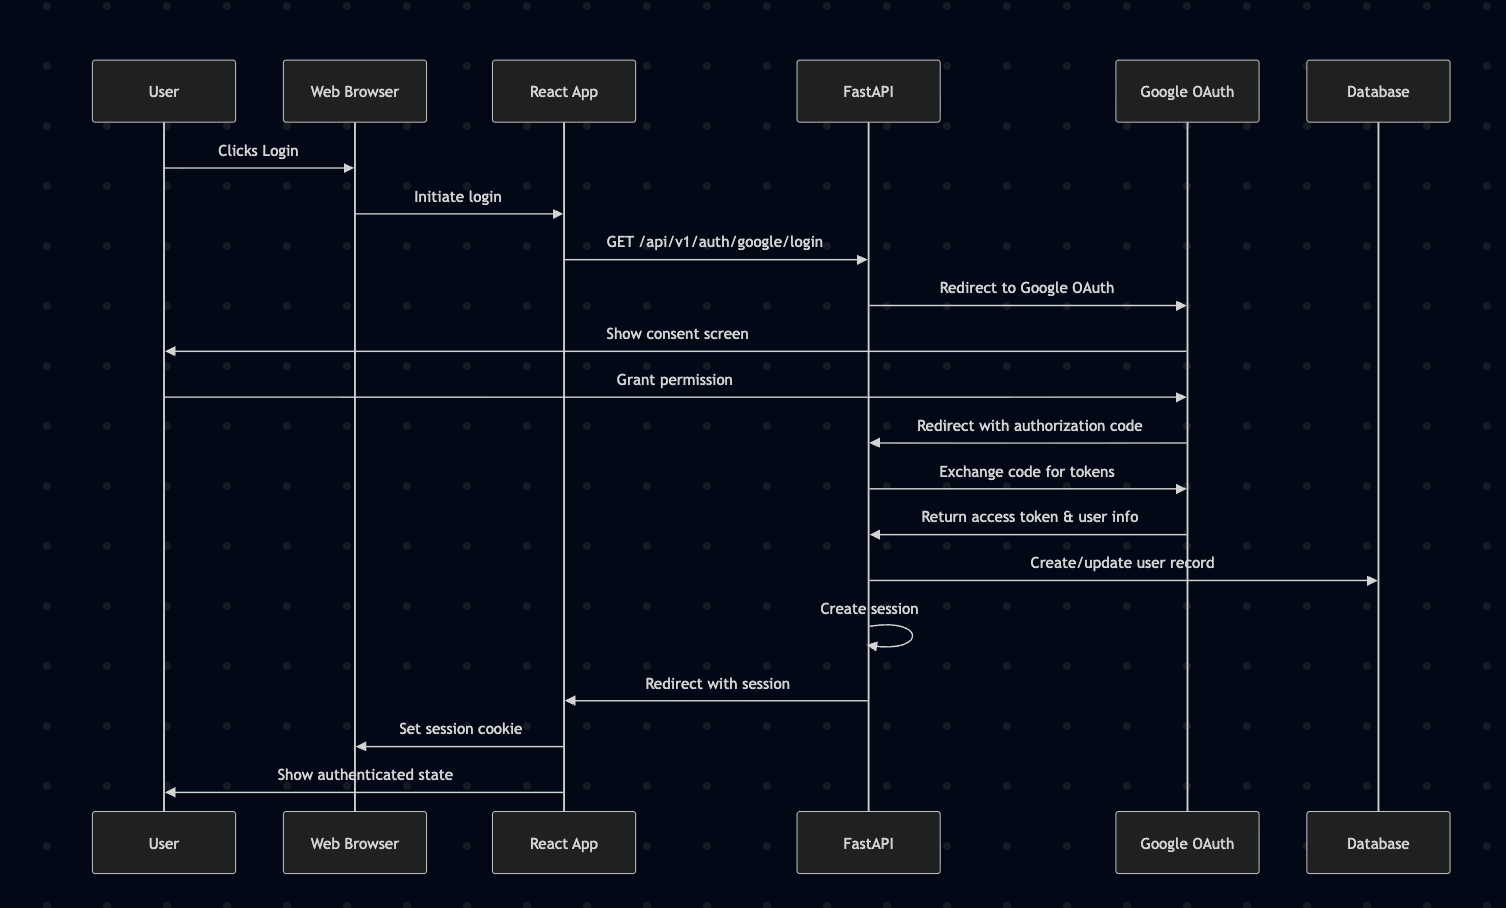 User
Web Browser
React App
FastAPI
Google OAuth
Database
Clicks Login
Initiate login
GET /api/v1/auth/google/login
Redirect to Google OAuth
Show consent screen
Grant permission
Redirect with authorization code
Exchange code for tokens
Return access token & user info
Create/update user record
Create session
Redirect with session
Set session cookie
Show authenticated state
User
Web Browser
React App
FastAPI
Google OAuth
Database